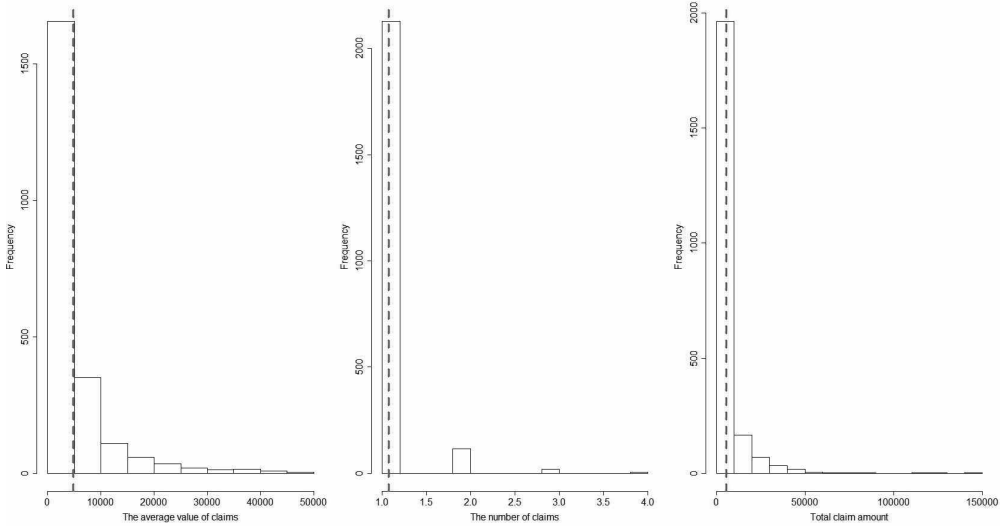 Frequency
0
500
1000
1500
0 10000 20000 30000 40000 50000
The average value of claims
Frequency
0
500
1000
1500
2000
1.0 1.5 2.0 2.5 3.0 3.5 4.0
The number of claims
Frequency
0
500
1000
1500
2000
0 50000 100000 150000
Total claim amount